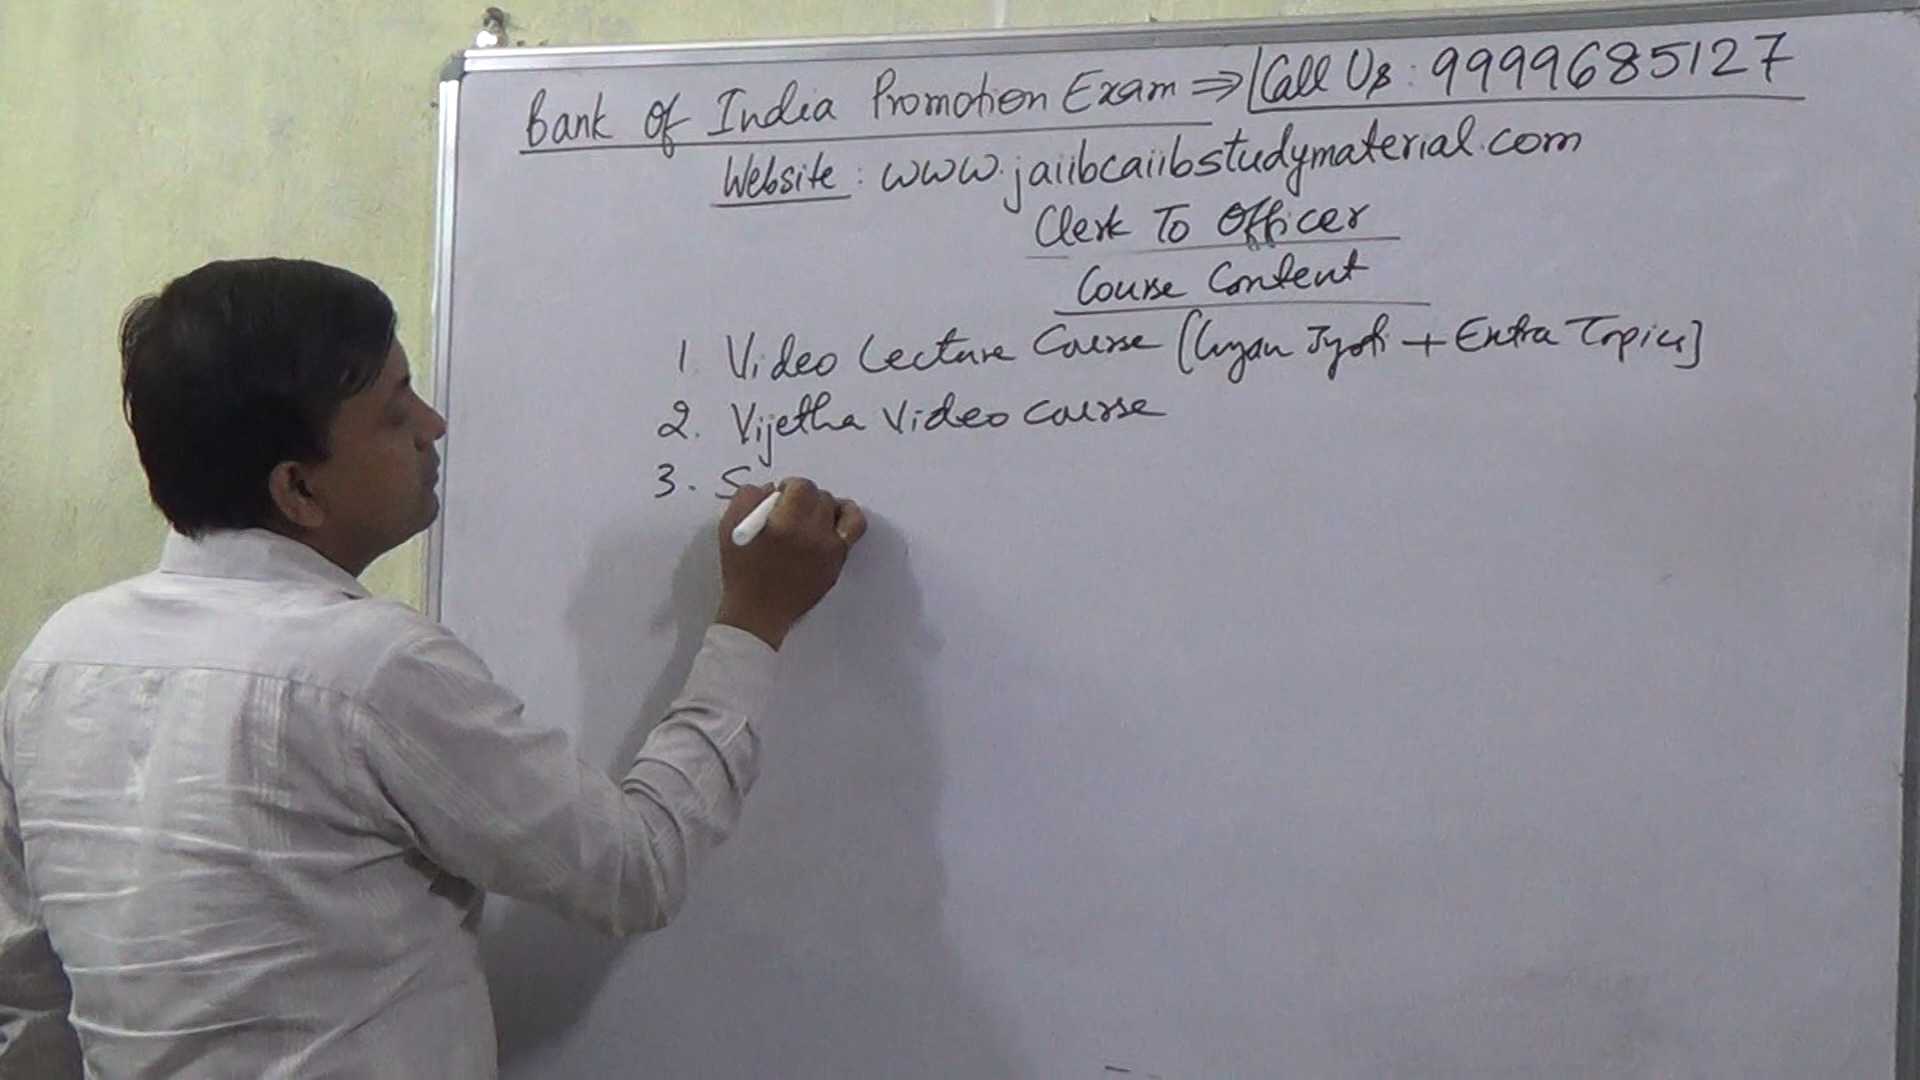 Bank of India Promotion Exam ⇒ Call Us : 9999685127
Website : www.jaiibcaiibstudymaterial.com
Clerk To Officer
Course Content
1 Video Lecture Course [Gyan Jyoti + Extra Topics]
2. Vijetha Video Course
3. S